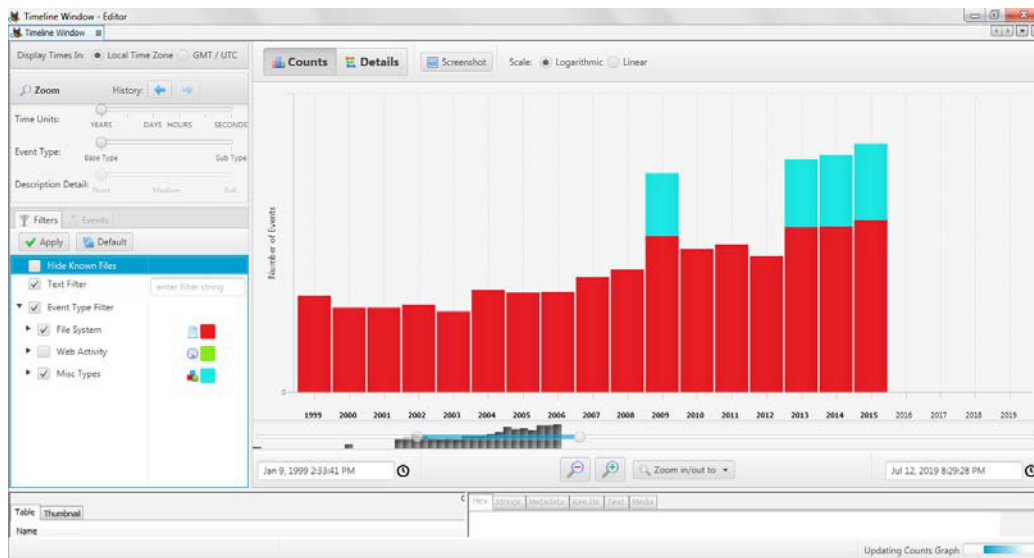 Timeline Window - Editor
Timeline Window
Display Times In: Local Time Zone GMT / UTC
Counts Details Screenshot Scale: Logarithmic Linear
Zoom History:
Time Units:
YEARS DAYS HOURS SECONDS
Event Type:
Base Type Sub Type
Description Detail:
Short Medium Full
Filters Events
Apply Default
Hide Known Files
Text Filter enter filter string
Event Type Filter
File System
Web Activity
Misc Types
Number of Events
0
1999 2000 2001 2002 2003 2004 2005 2006 2007 2008 2009 2010 2011 2012 2013 2014 2015 2016 2017 2018 2019
Jan 9, 1999 2:33:41 PM Zoom in/out to Jul 12, 2019 8:29:28 PM
Table Thumbnail
Name
Hex Strings Metadata Results Text Media
Updating Counts Graph